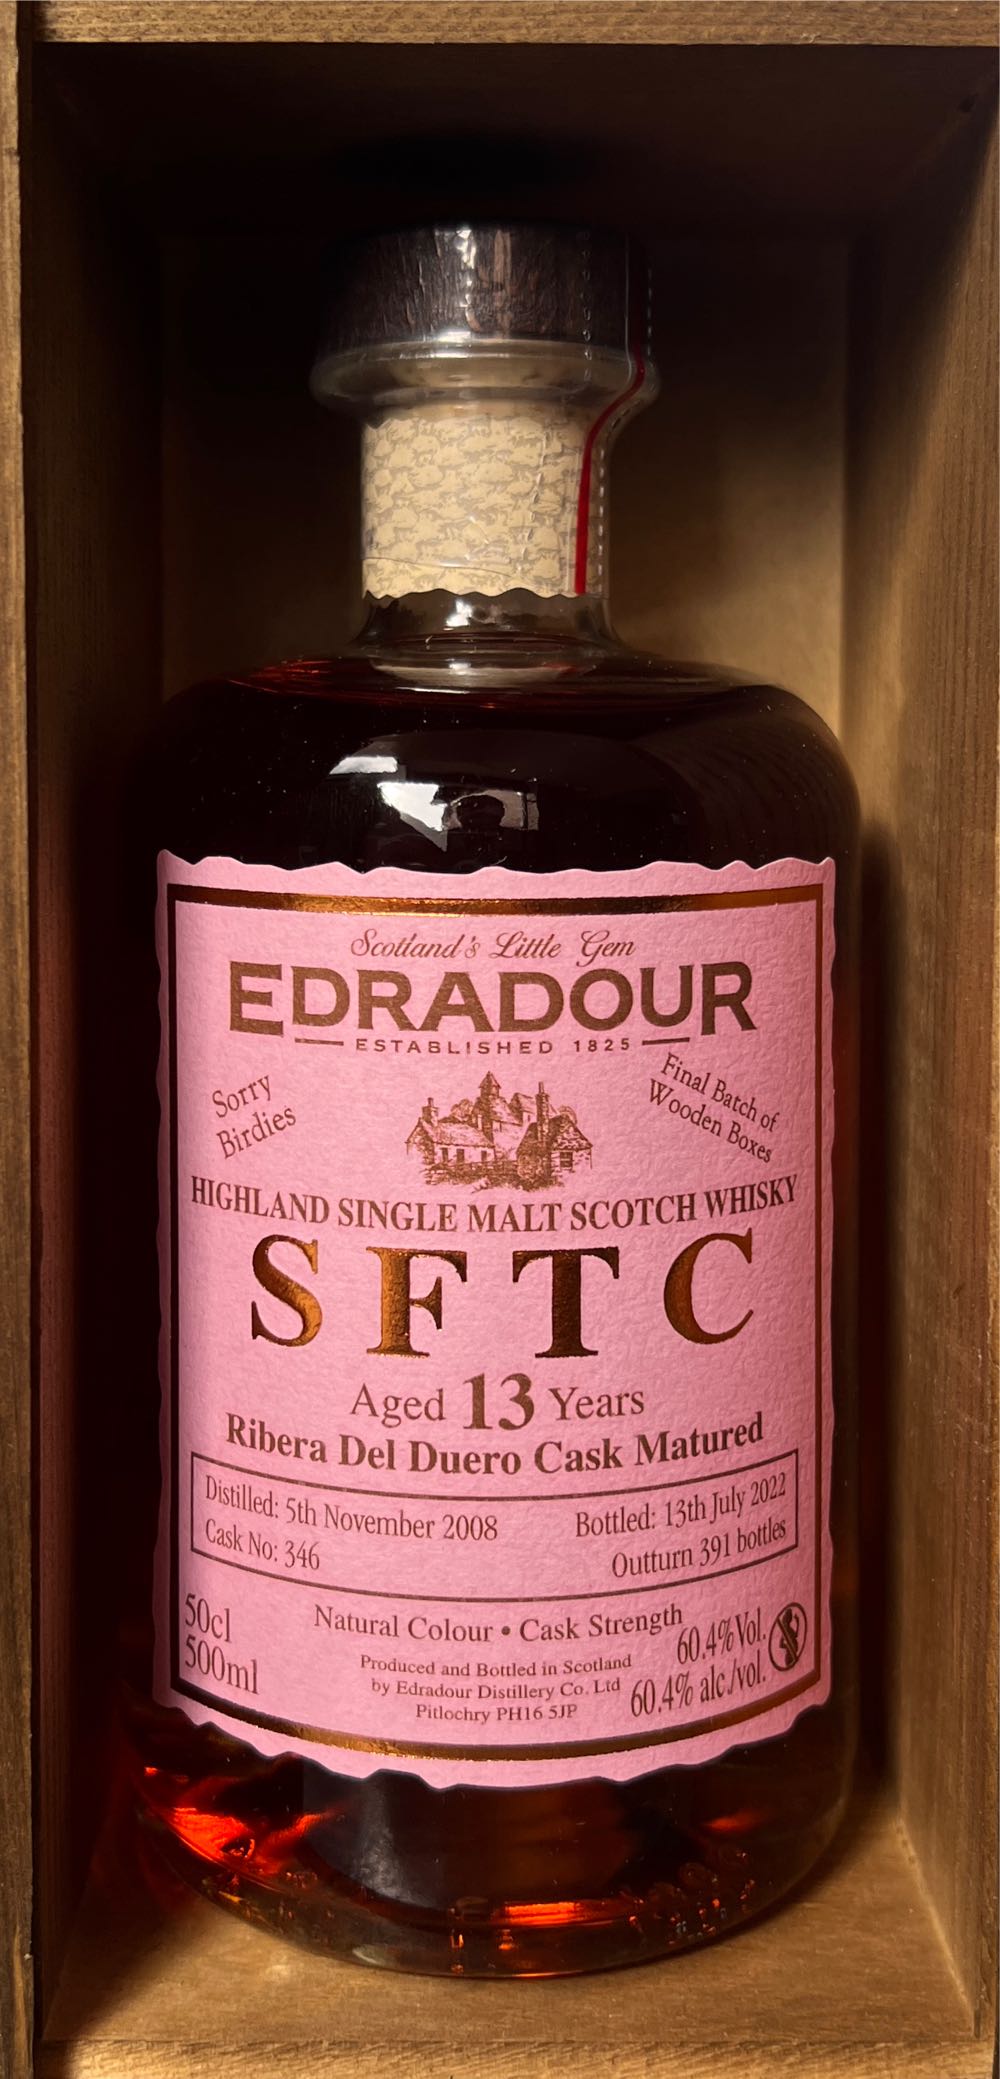 Scotland's Little Gem
EDRADOUR
ESTABLISHED 1825
Sorry
Birdies
Final Batch of
Wooden Boxes
HIGHLAND SINGLE MALT SCOTCH WHISKY
SFTC
Aged 13 Years
Ribera Del Duero Cask Matured
Distilled: 5th November 2008
Bottled: 13th July 2022
Cask No: 346
Outturn 391 bottles
50cl
500ml
Natural Colour • Cask Strength
60.4%Vol.
60.4% alc./vol.
Produced and Bottled in Scotland
by Edradour Distillery Co. Ltd
Pitlochry PH16 5JP